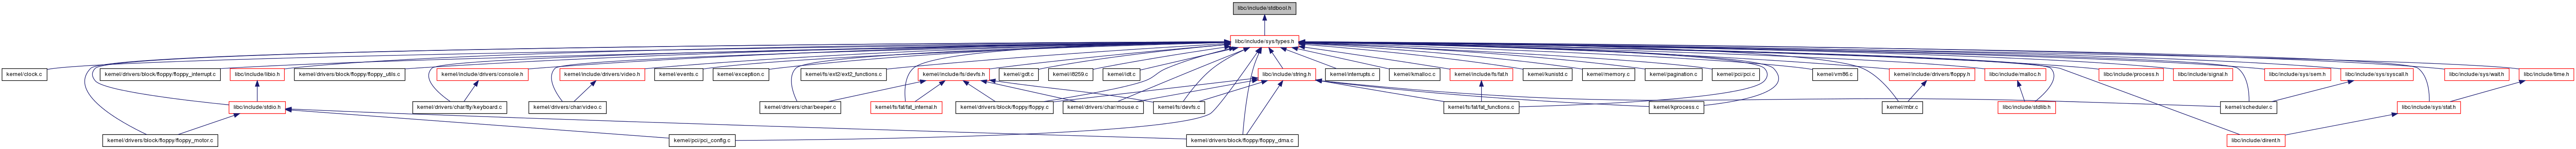 libc/include/stdbool.h
libc/include/sys/types.h
kernel/clock.c
kernel/drivers/block/floppy/floppy_interrupt.c
libc/include/libio.h
kernel/drivers/block/floppy/floppy_utils.c
kernel/include/drivers/console.h
kernel/include/drivers/video.h
kernel/events.c
kernel/exception.c
kernel/fs/ext2/ext2_functions.c
kernel/include/fs/devfs.h
kernel/gdt.c
kernel/i8259.c
kernel/idt.c
libc/include/string.h
kernel/interrupts.c
kernel/kmalloc.c
kernel/include/fs/fat.h
kernel/kunistd.c
kernel/memory.c
kernel/pagination.c
kernel/pci/pci.c
kernel/vm86.c
kernel/include/drivers/floppy.h
libc/include/malloc.h
libc/include/process.h
libc/include/signal.h
libc/include/sys/sem.h
libc/include/sys/syscall.h
libc/include/sys/wait.h
libc/include/time.h
libc/include/stdio.h
kernel/drivers/char/tty/keyboard.c
kernel/drivers/char/video.c
kernel/drivers/char/beeper.c
kernel/fs/fat/fat_internal.h
kernel/drivers/block/floppy/floppy.c
kernel/drivers/char/mouse.c
kernel/fs/devfs.c
kernel/fs/fat/fat_functions.c
kernel/kprocess.c
kernel/mbr.c
libc/include/stdlib.h
kernel/scheduler.c
libc/include/sys/stat.h
kernel/drivers/block/floppy/floppy_motor.c
kernel/pci/pci_config.c
kernel/drivers/block/floppy/floppy_dma.c
libc/include/dirent.h